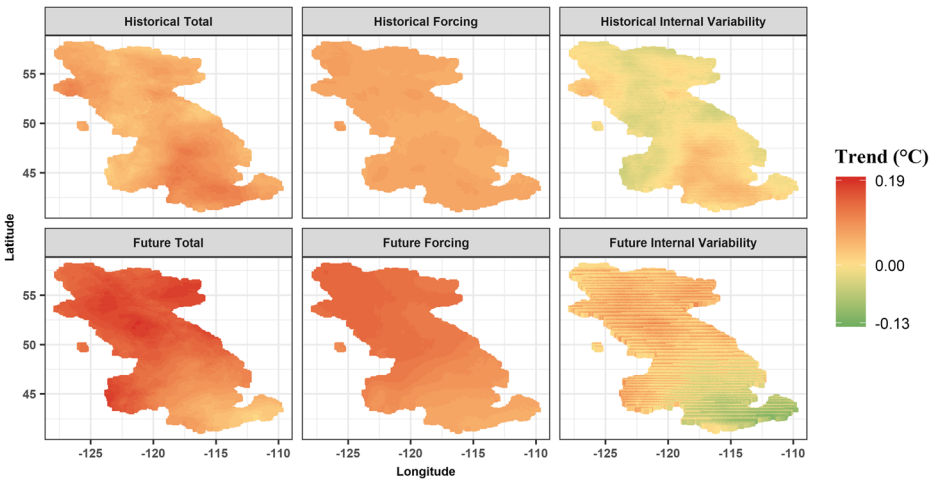 Historical Total
Historical Forcing
Historical Internal Variability
55
50
45
Trend (°C)
0.19
0.00
-0.13
Latitude
Future Total
Future Forcing
Future Internal Variability
55
50
45
-125 -120 -115 -110
-125 -120 -115 -110
-125 -120 -115 -110
Longitude